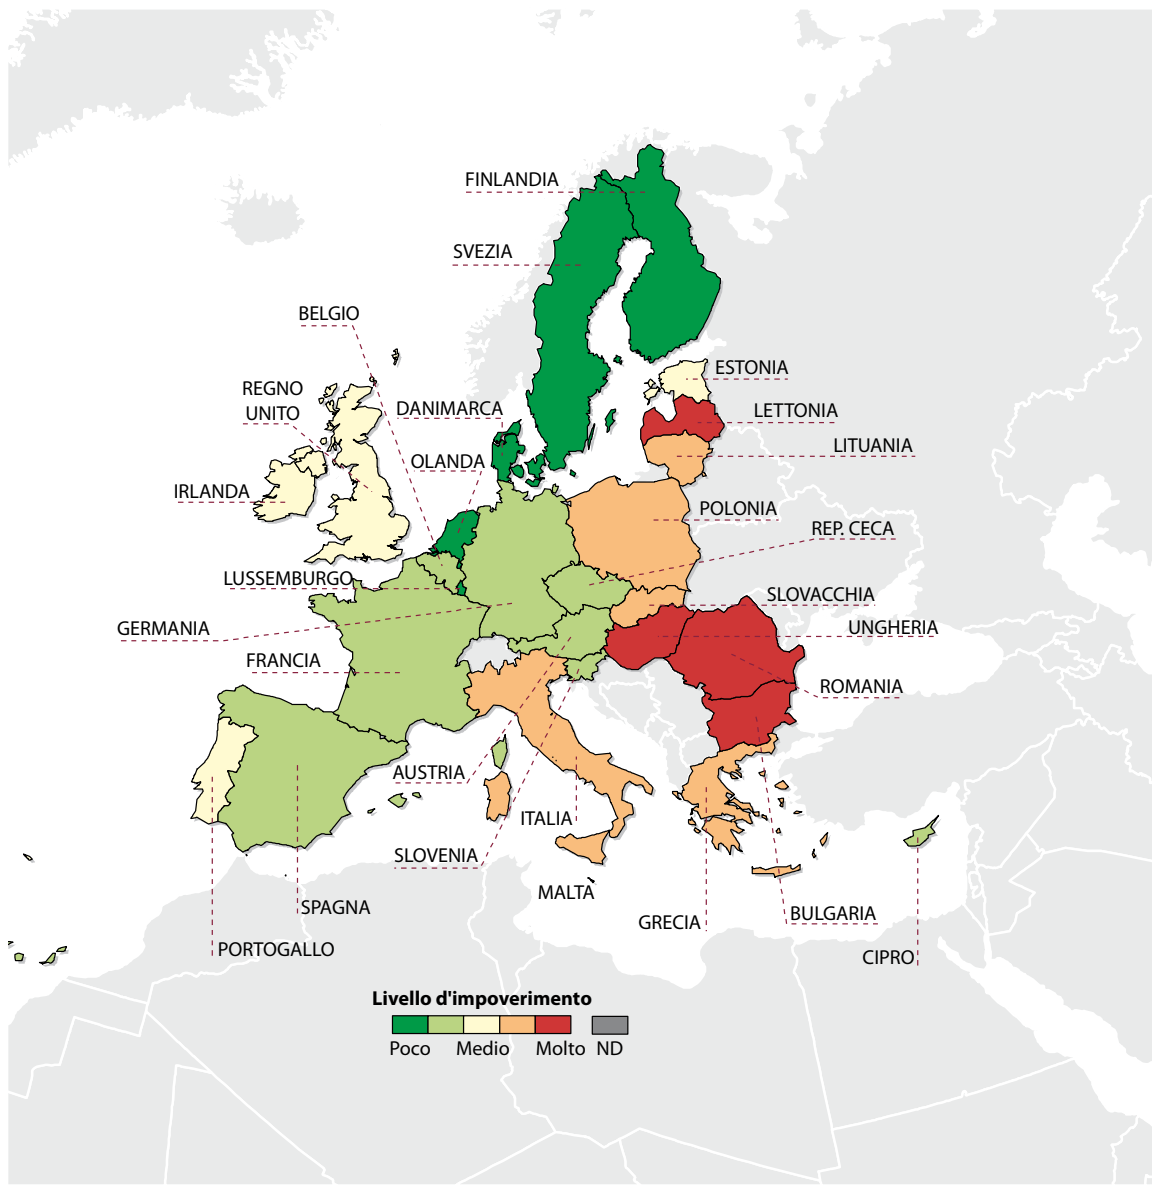 FINLANDIA
SVEZIA
BELGIO
ESTONIA
REGNO
UNITO
DANIMARCA
LETTONIA
LITUANIA
OLANDA
IRLANDA
POLONIA
REP. CECA
LUSSEMBURGO
SLOVACCHIA
GERMANIA
UNGHERIA
FRANCIA
ROMANIA
AUSTRIA
ITALIA
SLOVENIA
MALTA
SPAGNA
BULGARIA
GRECIA
PORTOGALLO
CIPRO
Livello d'impoverimento
Poco Medio Molto ND